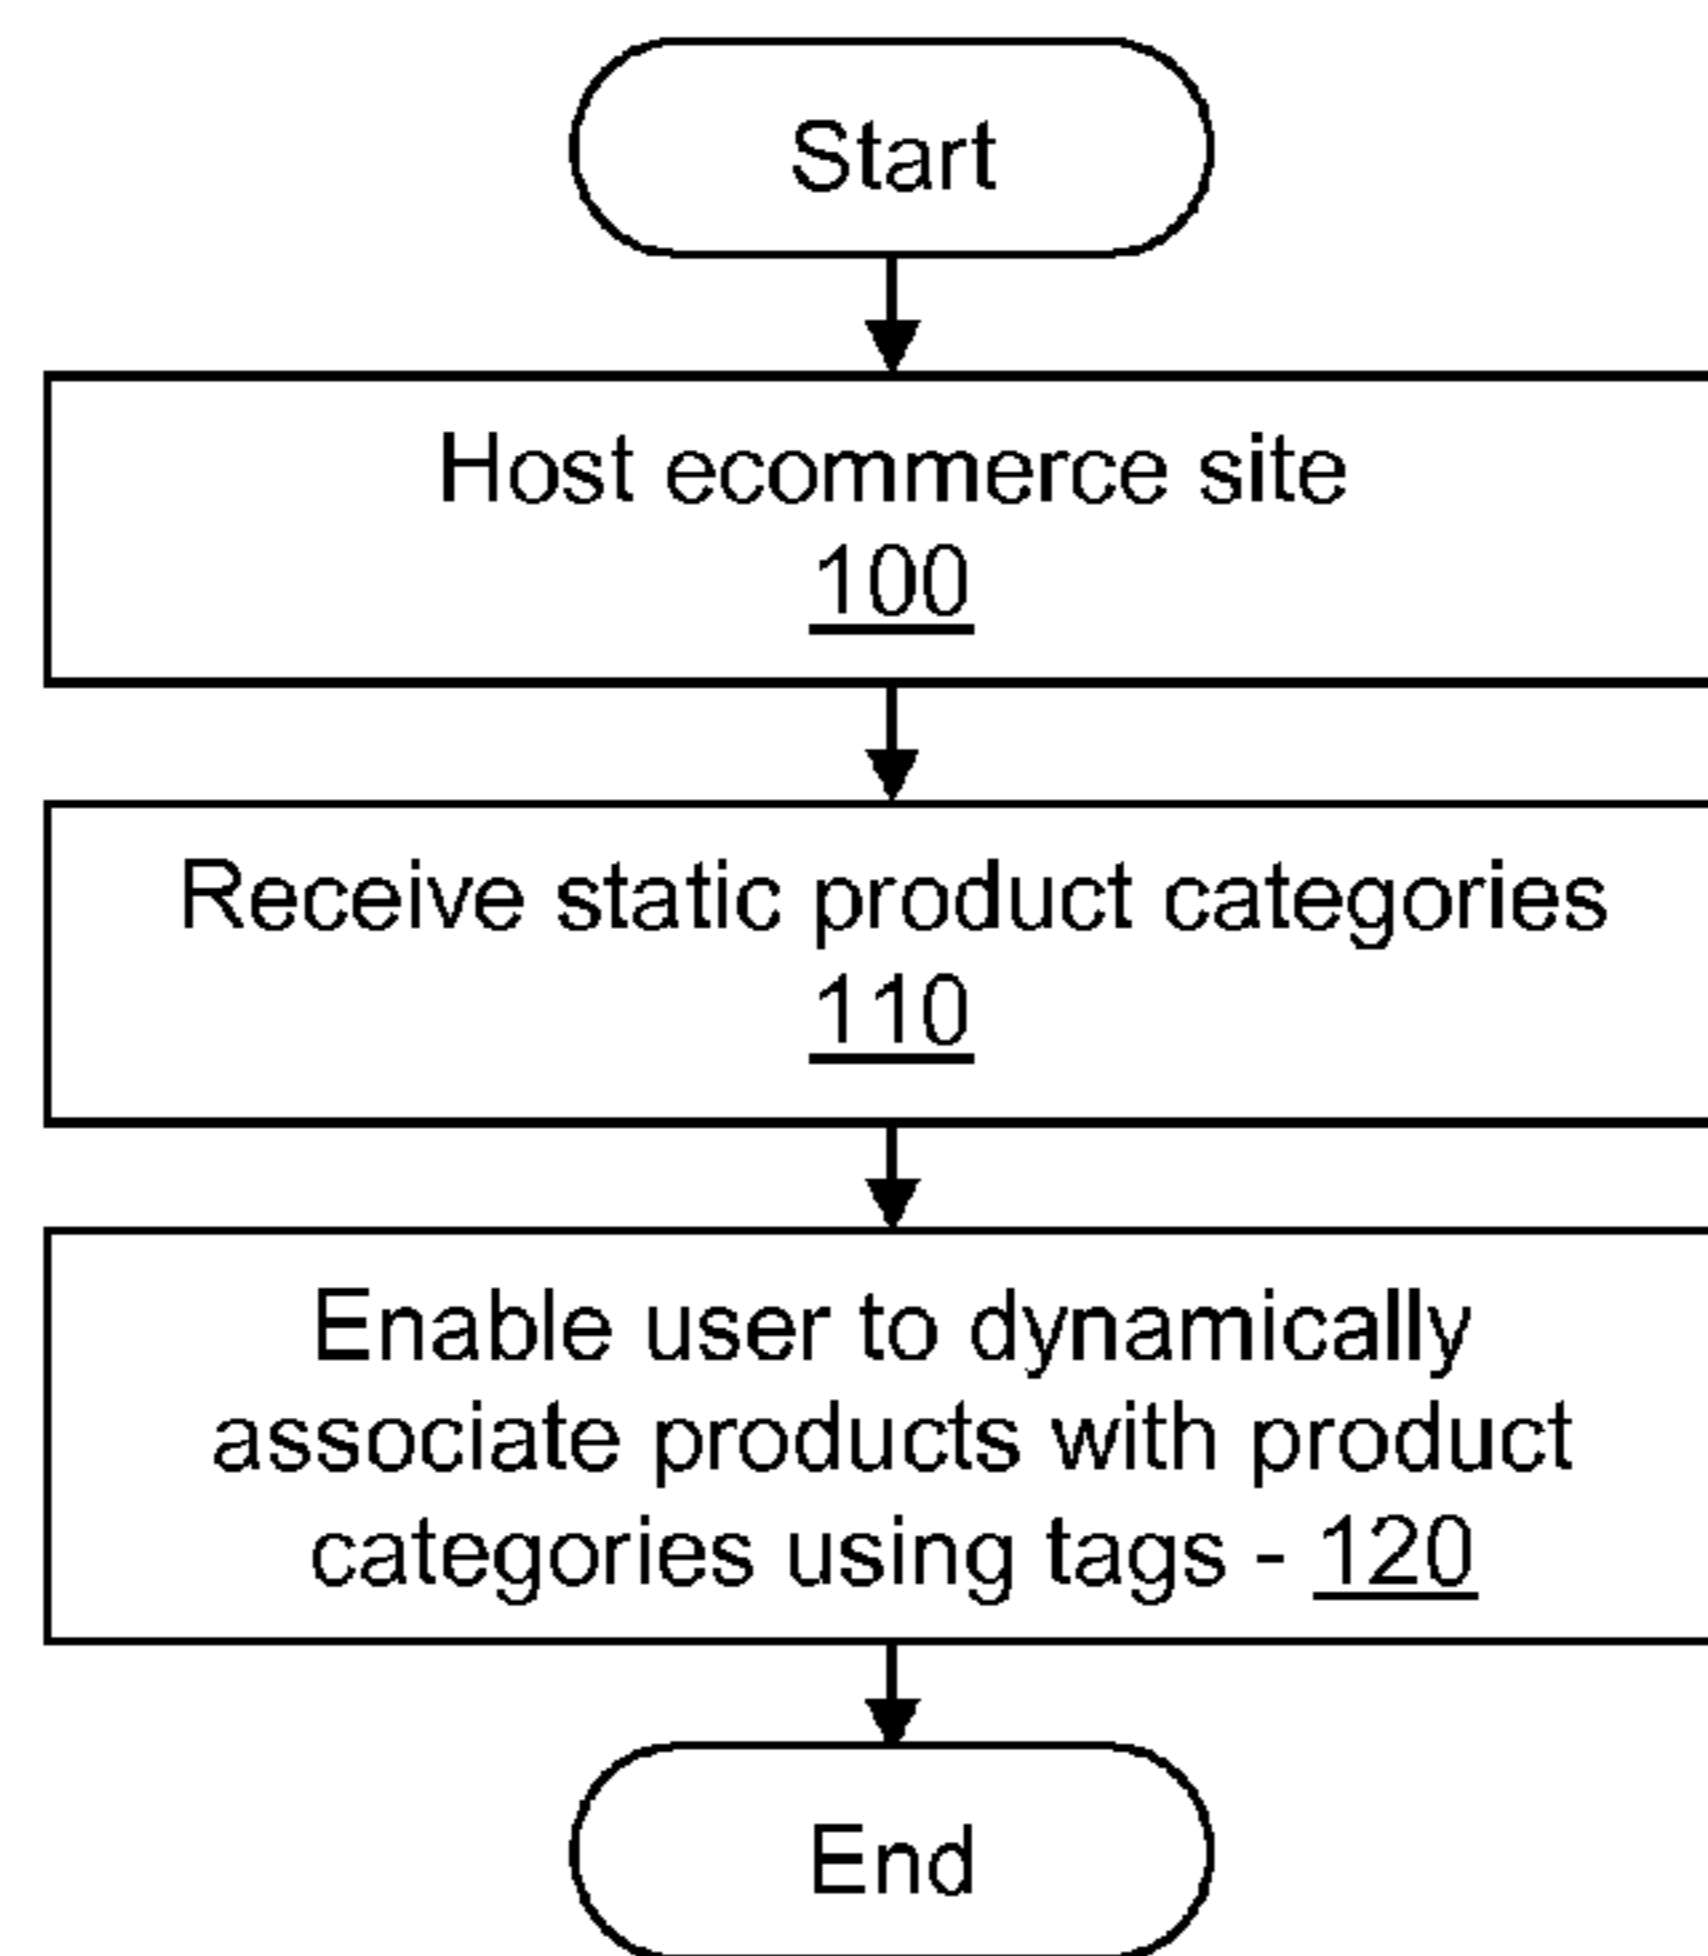 Start
Host ecommerce site
100
Receive static product categories
110
Enable user to dynamically
associate products with product
categories using tags - 120
End